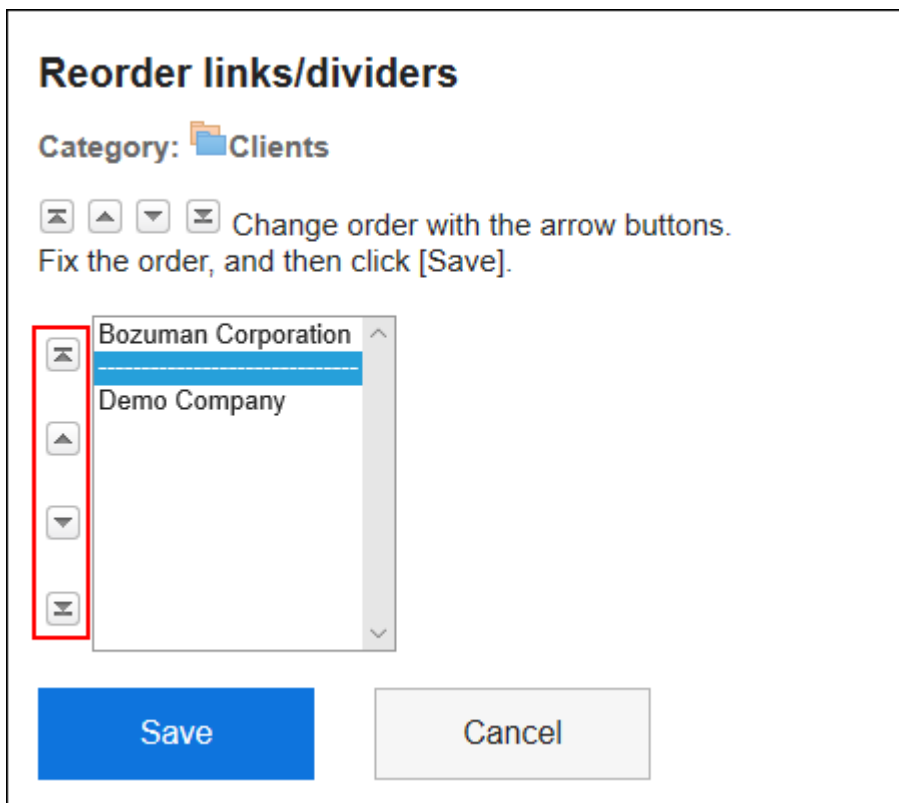 Reorder links/dividers
Category: Clients
Change order with the arrow buttons.
Fix the order, and then click [Save].
Bozuman Corporation
------------------------------
Demo Company
Save
Cancel